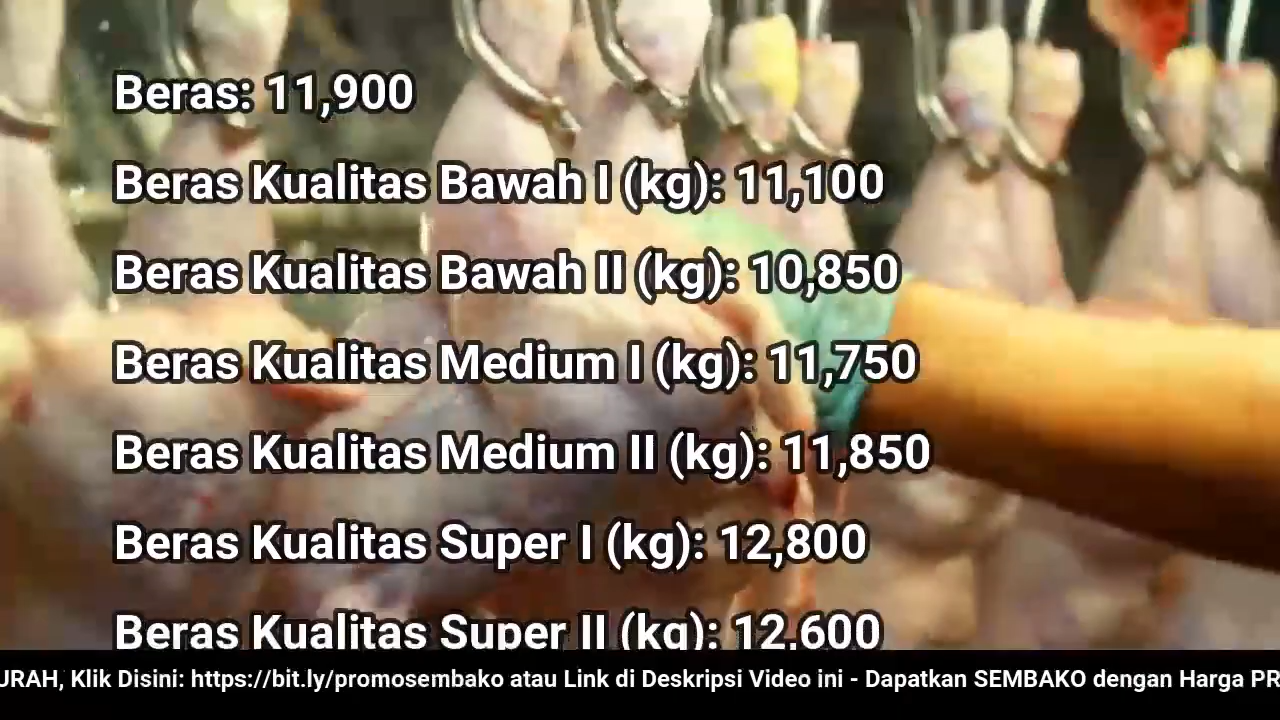 Beras: 11,900
Beras Kualitas Bawah I (kg): 11,100
Beras Kualitas Bawah II (kg): 10,850
Beras Kualitas Medium I (kg): 11,750
Beras Kualitas Medium II (kg): 11,850
Beras Kualitas Super I (kg): 12,800
Beras Kualitas Super II (kg): 12,600
URAH, Klik Disini: https://bit.ly/promosembako atau Link di Deskripsi Video ini - Dapatkan SEMBAKO dengan Harga PR